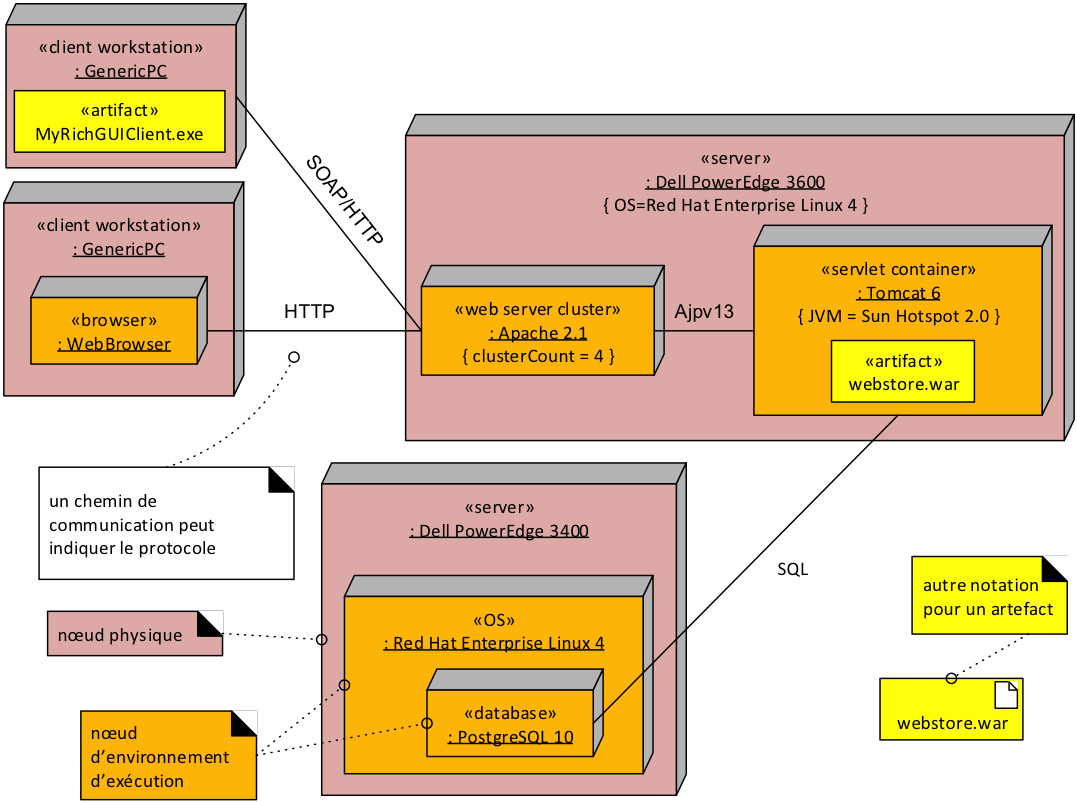 «client workstation»
: GenericPC
«artifact»
MyRichGUIClient.exe
«client workstation»
: GenericPC
«browser»
: WebBrowser
SOAP/HTTP
HTTP
«server»
: Dell PowerEdge 3600
{ OS=Red Hat Enterprise Linux 4 }
«web server cluster»
: Apache 2.1
{ clusterCount = 4 }
Ajpv13
«servlet container»
: Tomcat 6
{ JVM = Sun Hotspot 2.0 }
«artifact»
webstore.war
un chemin de
communication peut
indiquer le protocole
«server»
: Dell PowerEdge 3400
«OS»
: Red Hat Enterprise Linux 4
«database»
: PostgreSQL 10
SQL
nœud physique
nœud
d’environnement
d’exécution
autre notation
pour un artefact
webstore.war